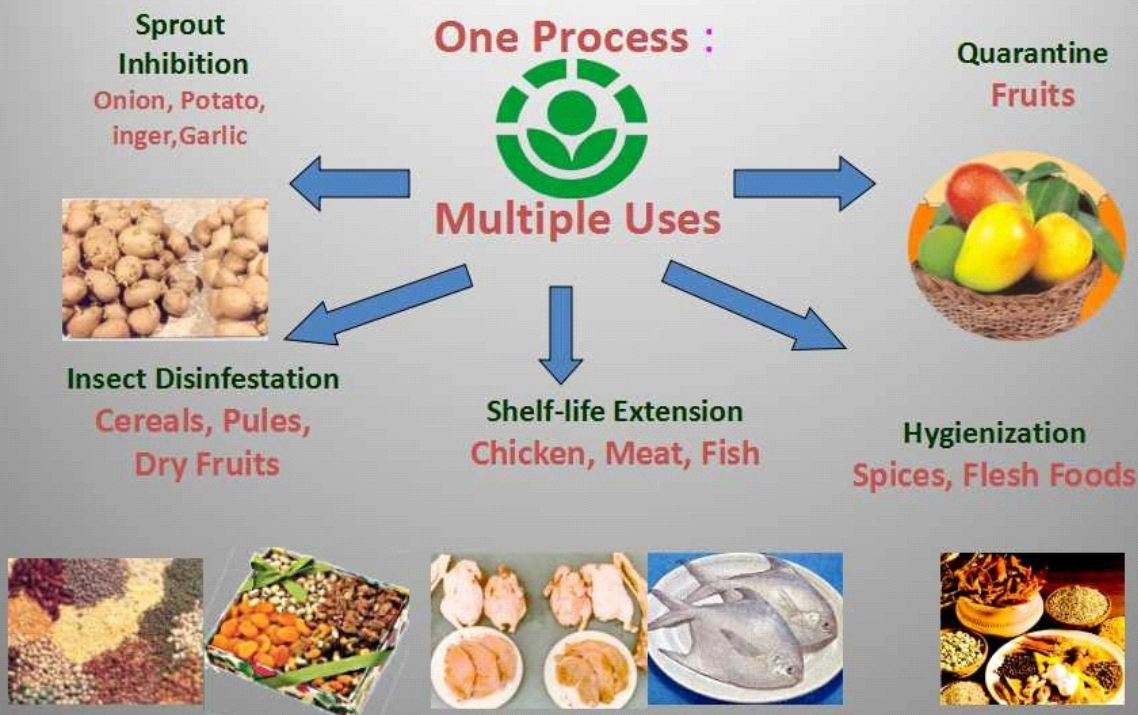 One Process :
Multiple Uses
Sprout
Inhibition
Onion, Potato,
inger,Garlic
Quarantine
Fruits
Insect Disinfestation
Cereals, Pules,
Dry Fruits
Shelf-life Extension
Chicken, Meat, Fish
Hygienization
Spices, Flesh Foods